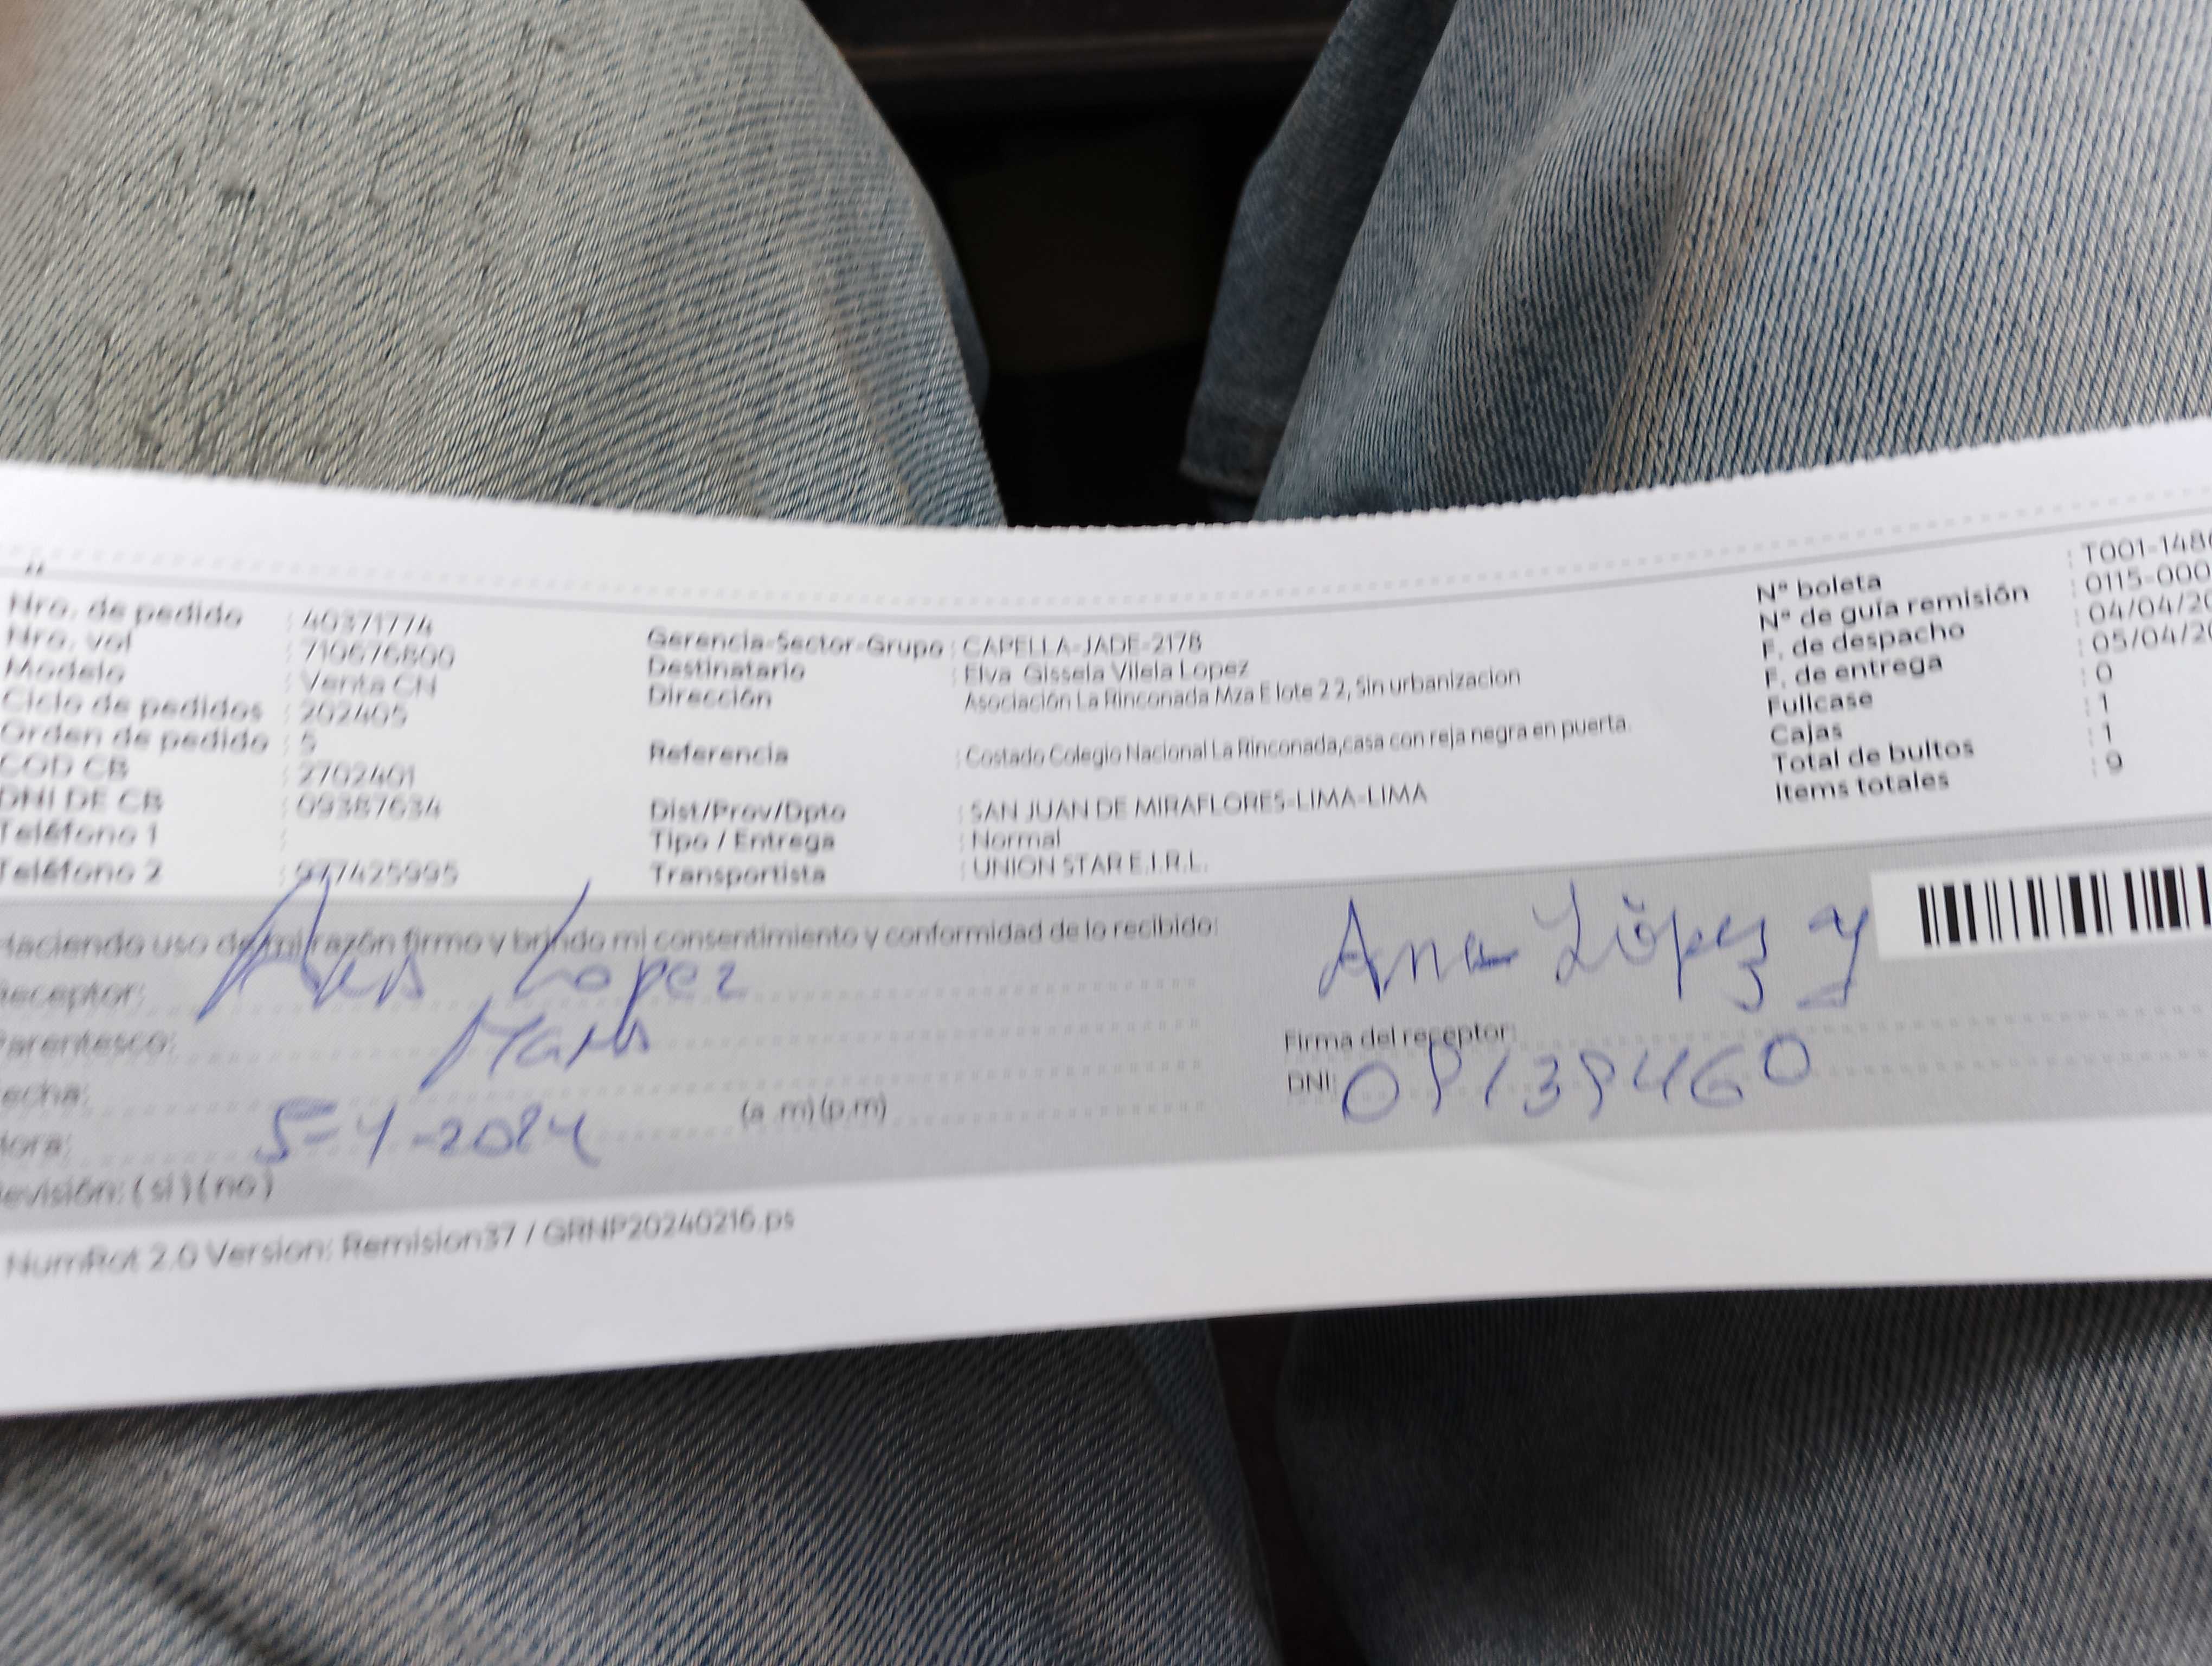 Nro. de pedido : 40371774
Nro. vol : 710676800
Modelo : Venta CN
Ciclo de pedidos : 202405
Orden de pedido : 5
COD CB : 2702401
DNI DE CB : 09387634
Teléfono 1 :
Teléfono 2 : 977425995
Gerencia-Sector-Grupo : CAPELLA-JADE-2178
Destinatario : Elva Gissela Vilela Lopez
Dirección Asociación La Rinconada Mza E lote 2 2, Sin urbanizacion
Referencia : Costado Colegio Nacional La Rinconada,casa con reja negra en puerta.
Dist/Prov/Dpto : SAN JUAN DE MIRAFLORES-LIMA-LIMA
Tipo / Entrega : Normal
Transportista : UNION STAR E.I.R.L.
N° boleta : T001-148
N° de guía remisión : 0115-000
F. de despacho : 04/04/20
F. de entrega : 05/04/20
Fullcase : 0
Cajas : 1
Total de bultos : 1
Items totales : 9
Haciendo uso de mi razón firmo y brindo mi consentimiento y conformidad de lo recibido:
Receptor: Lopez
Parentesco:
echa:
ora: 5-4-2024 (a .m) (p.m)
evisión: ( si ) ( no )
Ana López y
Firma del receptor:
DNI: 09139460
NumRot 2.0 Version: Remision37 / GRNP20240216.ps